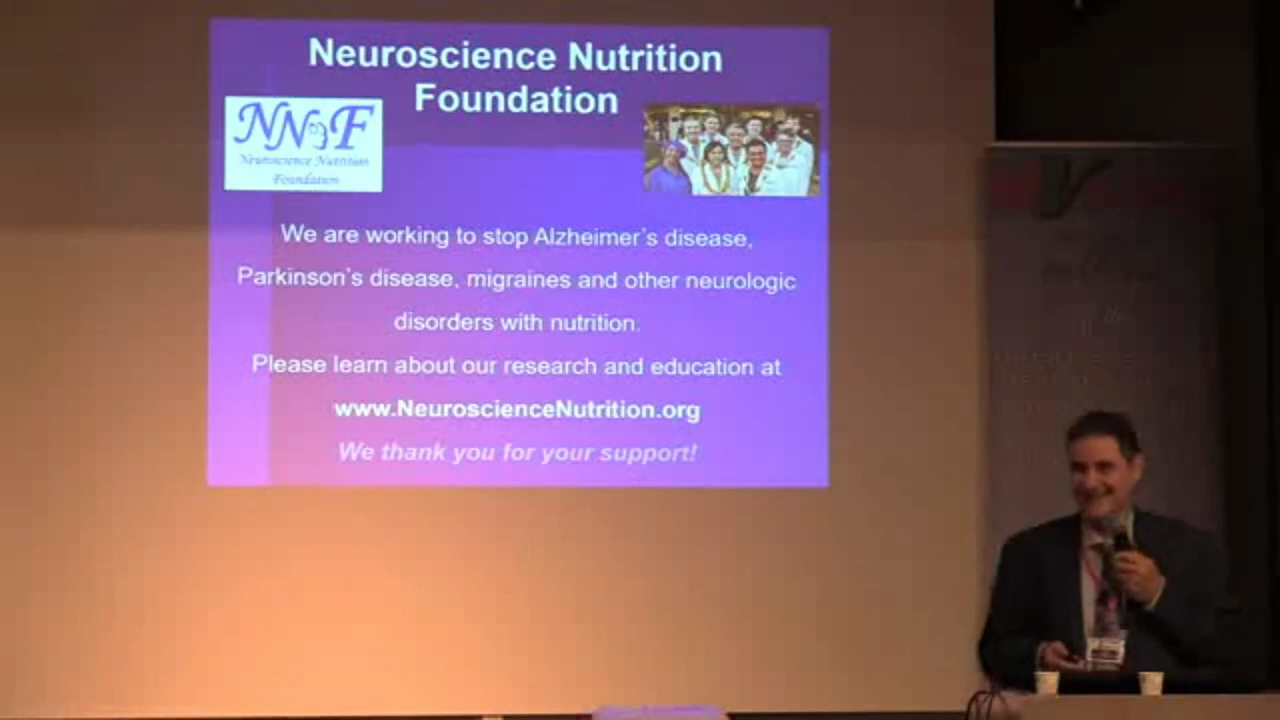 Neuroscience Nutrition
Foundation
NNF
Neuroscience Nutrition
Foundation
We are working to stop Alzheimer's disease,
Parkinson's disease, migraines and other neurologic
disorders with nutrition.
Please learn about our research and education at
www.NeuroscienceNutrition.org
We thank you for your support!